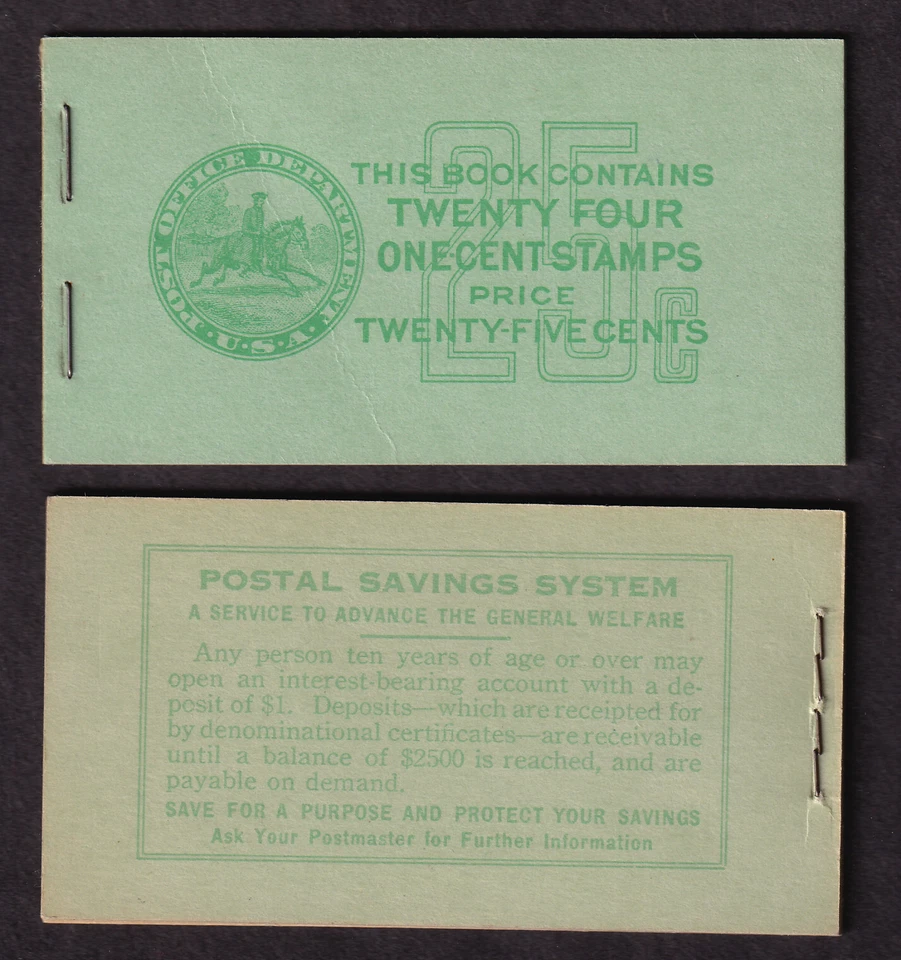 POST OFFICE DEPARTMENT
·U·S·A·
25c
THIS BOOK CONTAINS
TWENTY FOUR
ONE CENT STAMPS
PRICE
TWENTY-FIVE CENTS
POSTAL SAVINGS SYSTEM
A SERVICE TO ADVANCE THE GENERAL WELFARE
Any person ten years of age or over may
open an interest-bearing account with a de-
posit of $1. Deposits—which are receipted for
by denominational certificates—are receivable
until a balance of $2500 is reached, and are
payable on demand.
SAVE FOR A PURPOSE AND PROTECT YOUR SAVINGS
Ask Your Postmaster for Further Information